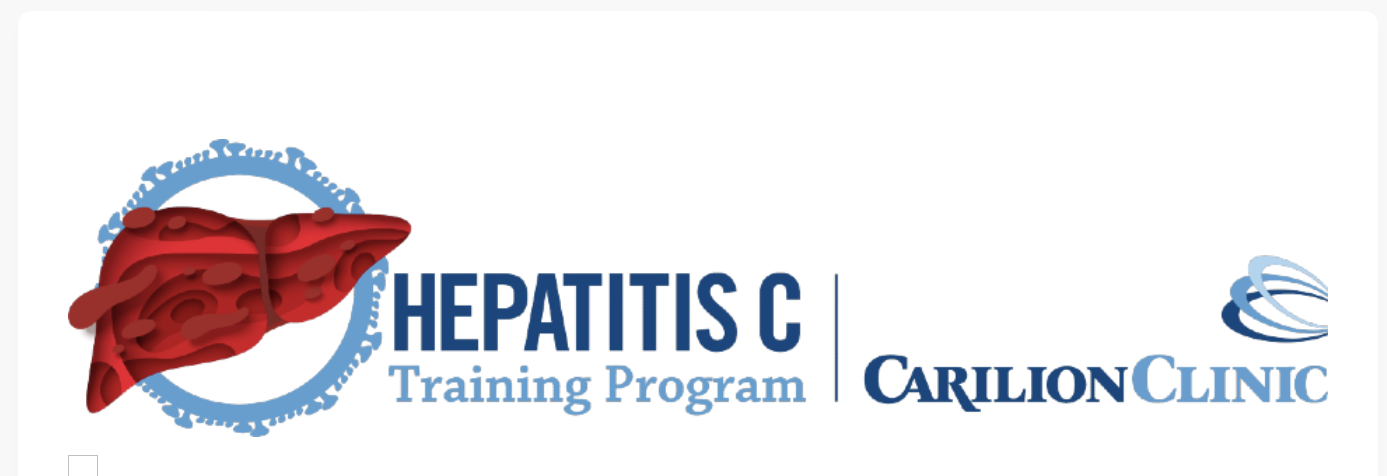 HEPATITIS C
Training Program
CARILION CLINIC